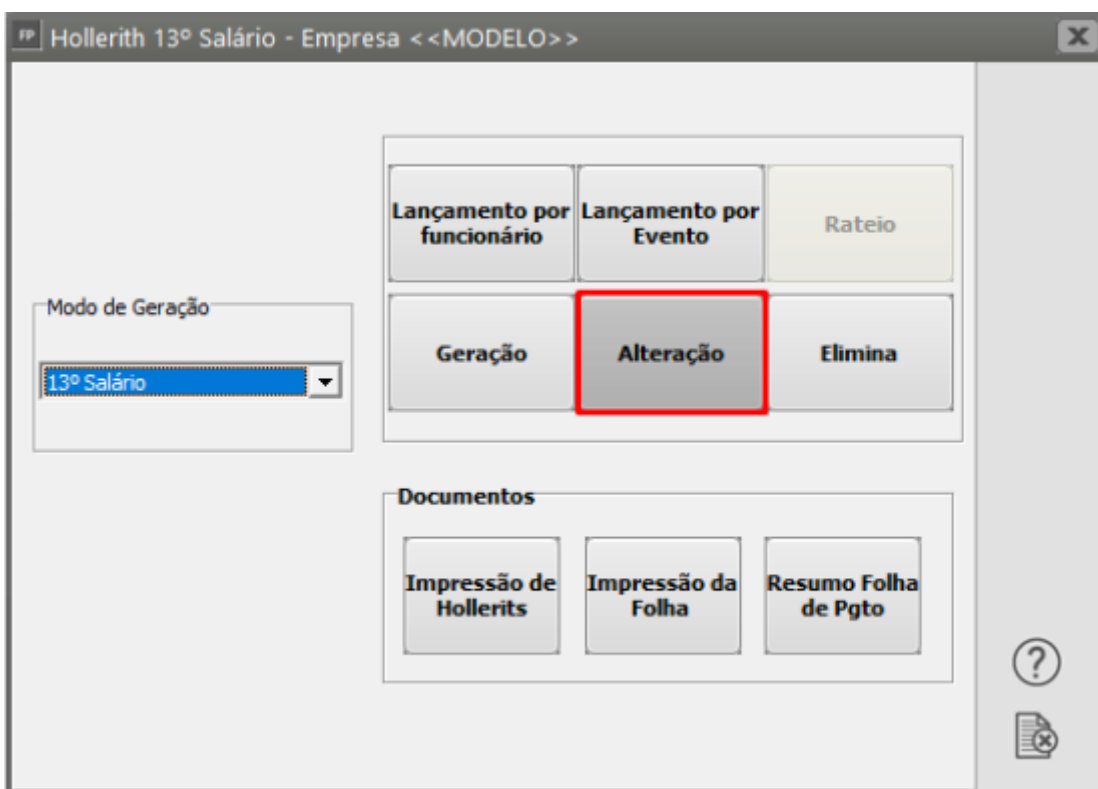 FP Hollerith 13º Salário - Empresa <<MODELO>>
Lançamento por
funcionário
Lançamento por
Evento
Rateio
Modo de Geração
13º Salário
Geração
Alteração
Elimina
Documentos
Impressão de
Hollerits
Impressão da
Folha
Resumo Folha
de Pgto
?